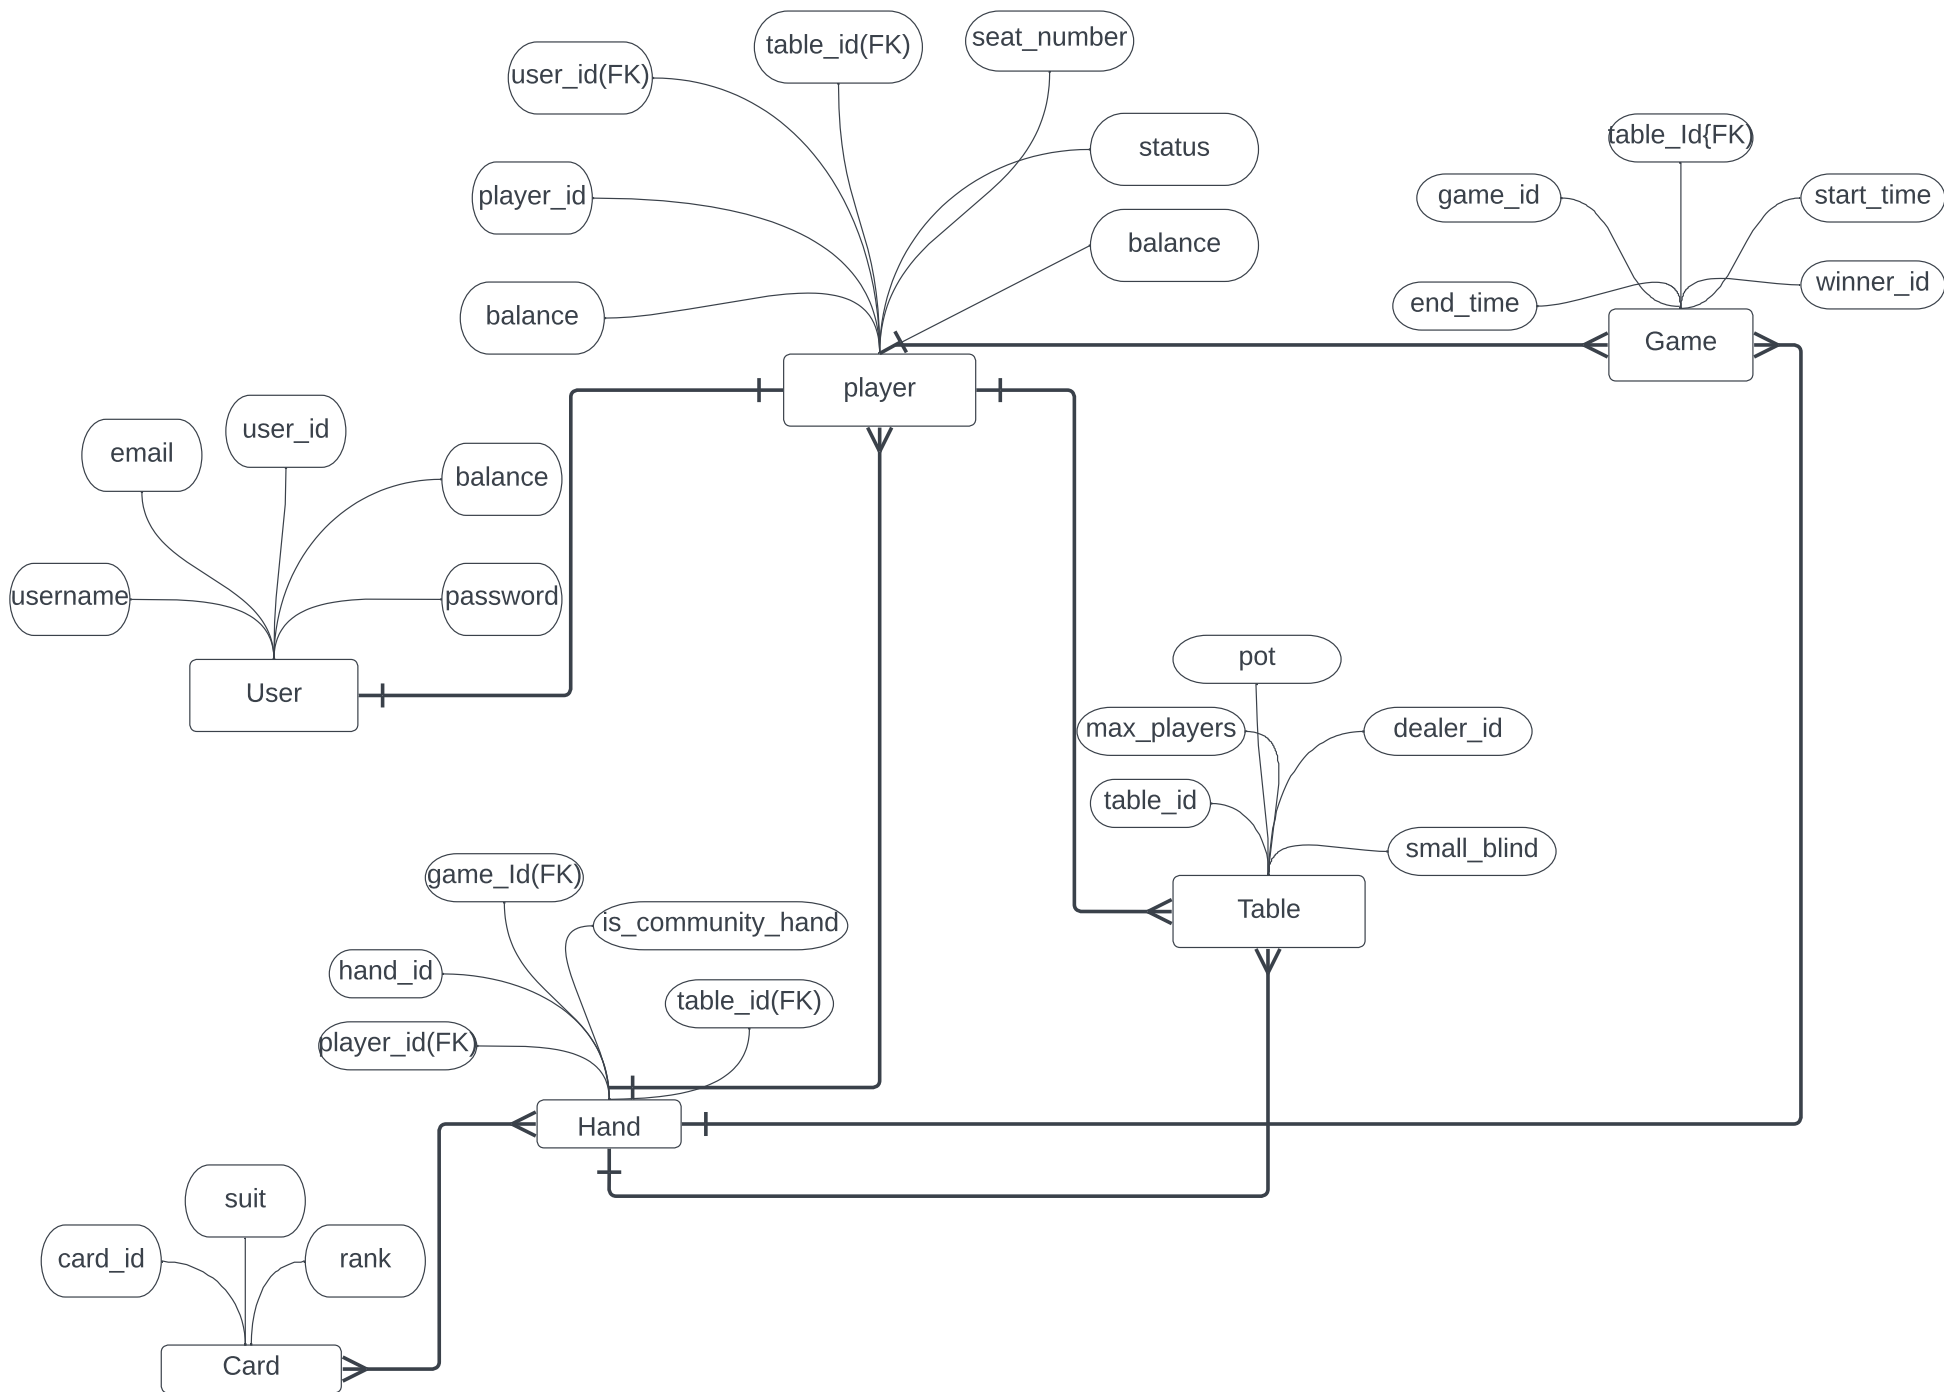 seat_number
table_id(FK)
user_id(FK)
status
table_Id{FK)
player_id
game_id
start_time
balance
winner_id
balance
end_time
Game
player
user_id
email
balance
username
password
User
pot
max_players
dealer_id
table_id
small_blind
Table
game_Id(FK)
is_community_hand
hand_id
table_id(FK)
player_id(FK)
Hand
suit
card_id
rank
Card